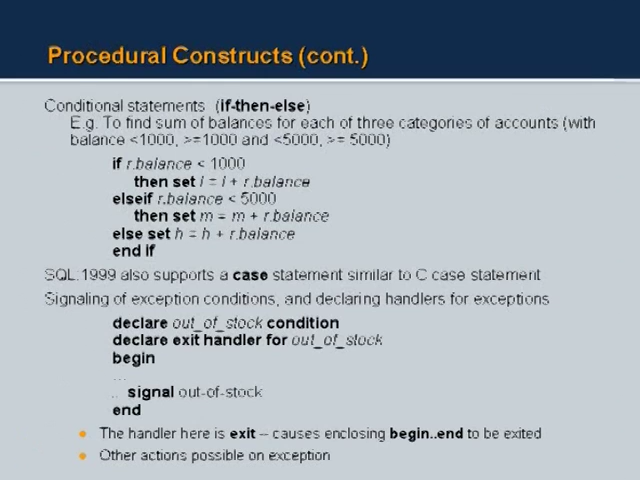 Procedural Constructs (cont.)
Conditional statements (if-then-else)
E.g. To find sum of balances for each of three categories of accounts (with
balance <1000, >=1000 and <5000, >= 5000)
if r.balance < 1000
then set l = l + r.balance
elseif r.balance < 5000
then set m = m + r.balance
else set h = h + r.balance
end if
SQL:1999 also supports a case statement similar to C case statement
Signaling of exception conditions, and declaring handlers for exceptions
declare out_of_stock condition
declare exit handler for out_of_stock
begin
…
.. signal out-of-stock
end
The handler here is exit -- causes enclosing begin..end to be exited
Other actions possible on exception